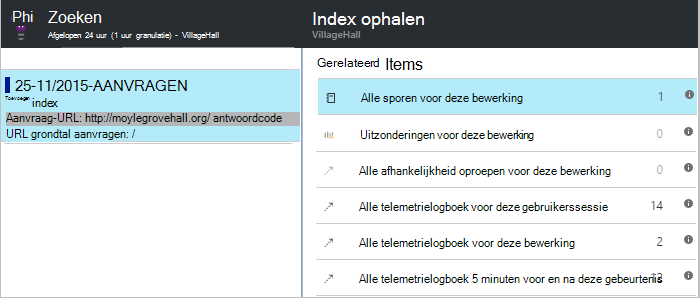 Phi Zoeken
Afgelopen 24 uur (1 uur granulatie) - VillageHall
25-11/2015-AANVRAGEN
Toevoegen -
index
Aanvraag-URL: http://moylegrovehall.org/ antwoordcode
URL grondtal aanvragen: /
Index ophalen
VillageHall
Gerelateerd Items
Alle sporen voor deze bewerking 1
Uitzonderingen voor deze bewerking 0
Alle afhankelijkheid oproepen voor deze bewerking 0
Alle telemetrielogboek voor deze gebruikerssessie 14
Alle telemetrielogboek voor deze bewerking 2
Alle telemetrielogboek 5 minuten voor en na deze gebeurtenis